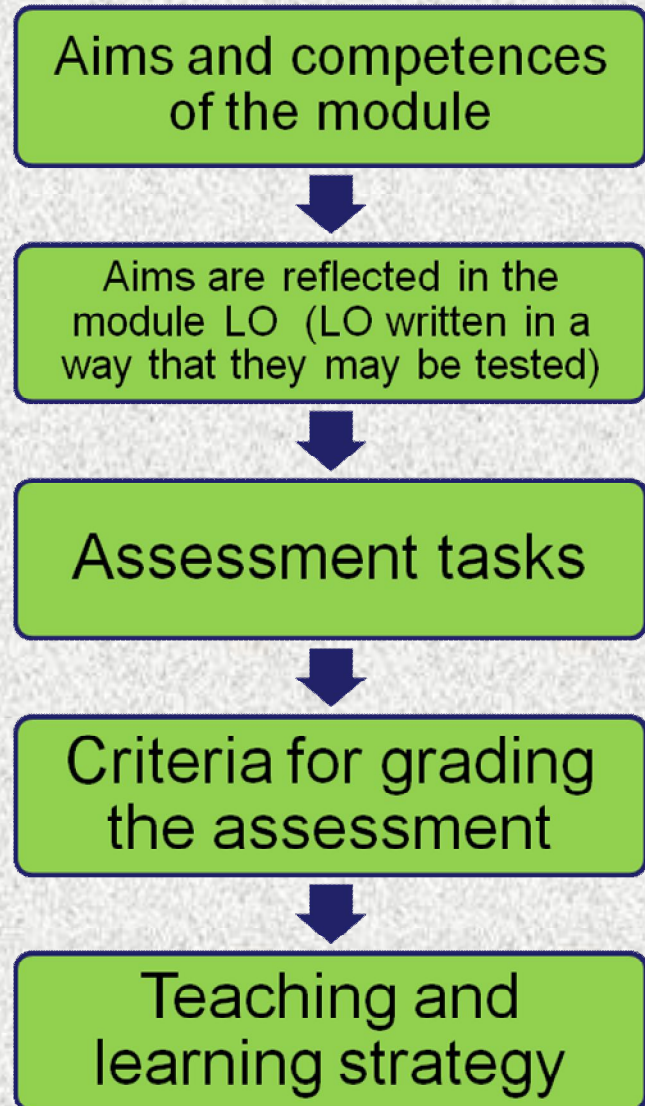 Aims and competences
of the module
Aims are reflected in the
module LO (LO written in a
way that they may be tested)
Assessment tasks
Criteria for grading
the assessment
Teaching and
learning strategy